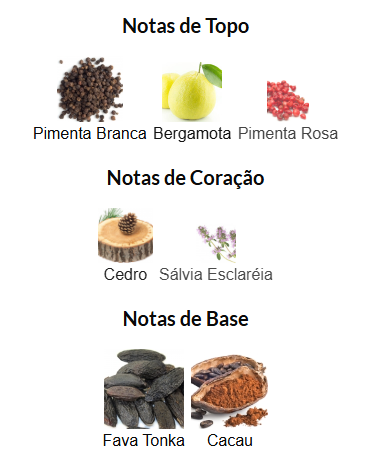 Notas de Topo
Pimenta Branca Bergamota Pimenta Rosa
Notas de Coração
Cedro Sálvia Esclaréia
Notas de Base
Fava Tonka Cacau